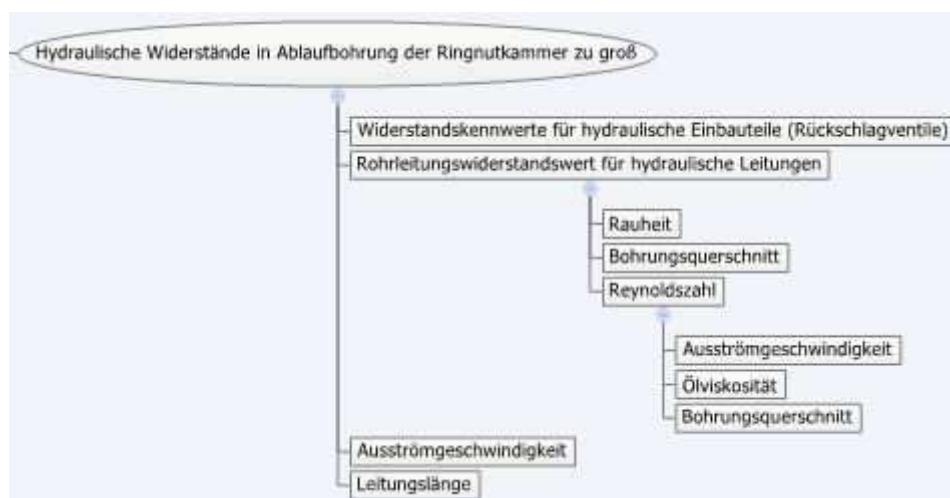 Hydraulische Widerstände in Ablaufbohrung der Ringnutkammer zu groß
Widerstandskennwerte für hydraulische Einbauteile (Rückschlagventile)
Rohrleitungswiderstandswert für hydraulische Leitungen
Rauheit
Bohrungsquerschnitt
Reynoldszahl
Ausströmgeschwindigkeit
Ölviskosität
Bohrungsquerschnitt
Ausströmgeschwindigkeit
Leitungslänge